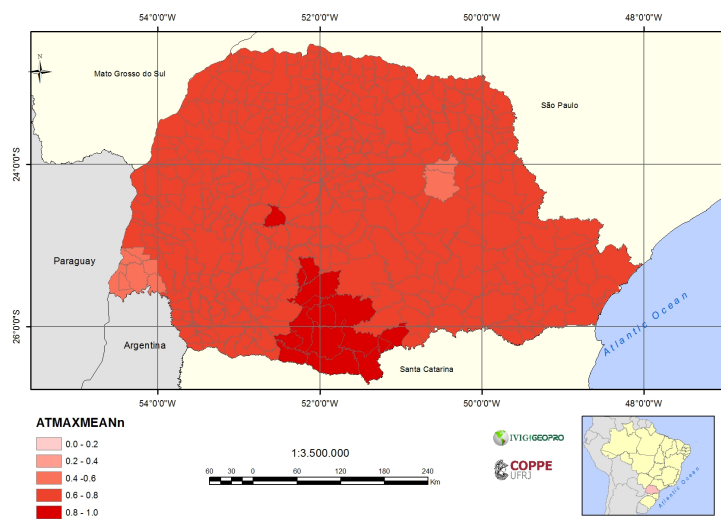 54°0'0"W
52°0'0"W
50°0'0"W
48°0'0"W
N
Mato Grosso do Sul
São Paulo
24°0'0"S
Paraguay
26°0'0"S
Argentina
Santa Catarina
Atlantic Ocean
54°0'0"W
52°0'0"W
50°0'0"W
48°0'0"W
ATMAXMEANn
0.0 - 0.2
0.2 - 0.4
0.4 -0.6
0.6 - 0.8
0.8 - 1.0
1:3.500.000
60 30 0 60 120 180 240
Km
IVIG!GEOPRO
COPPE
UFRJ
Atlantic Ocean